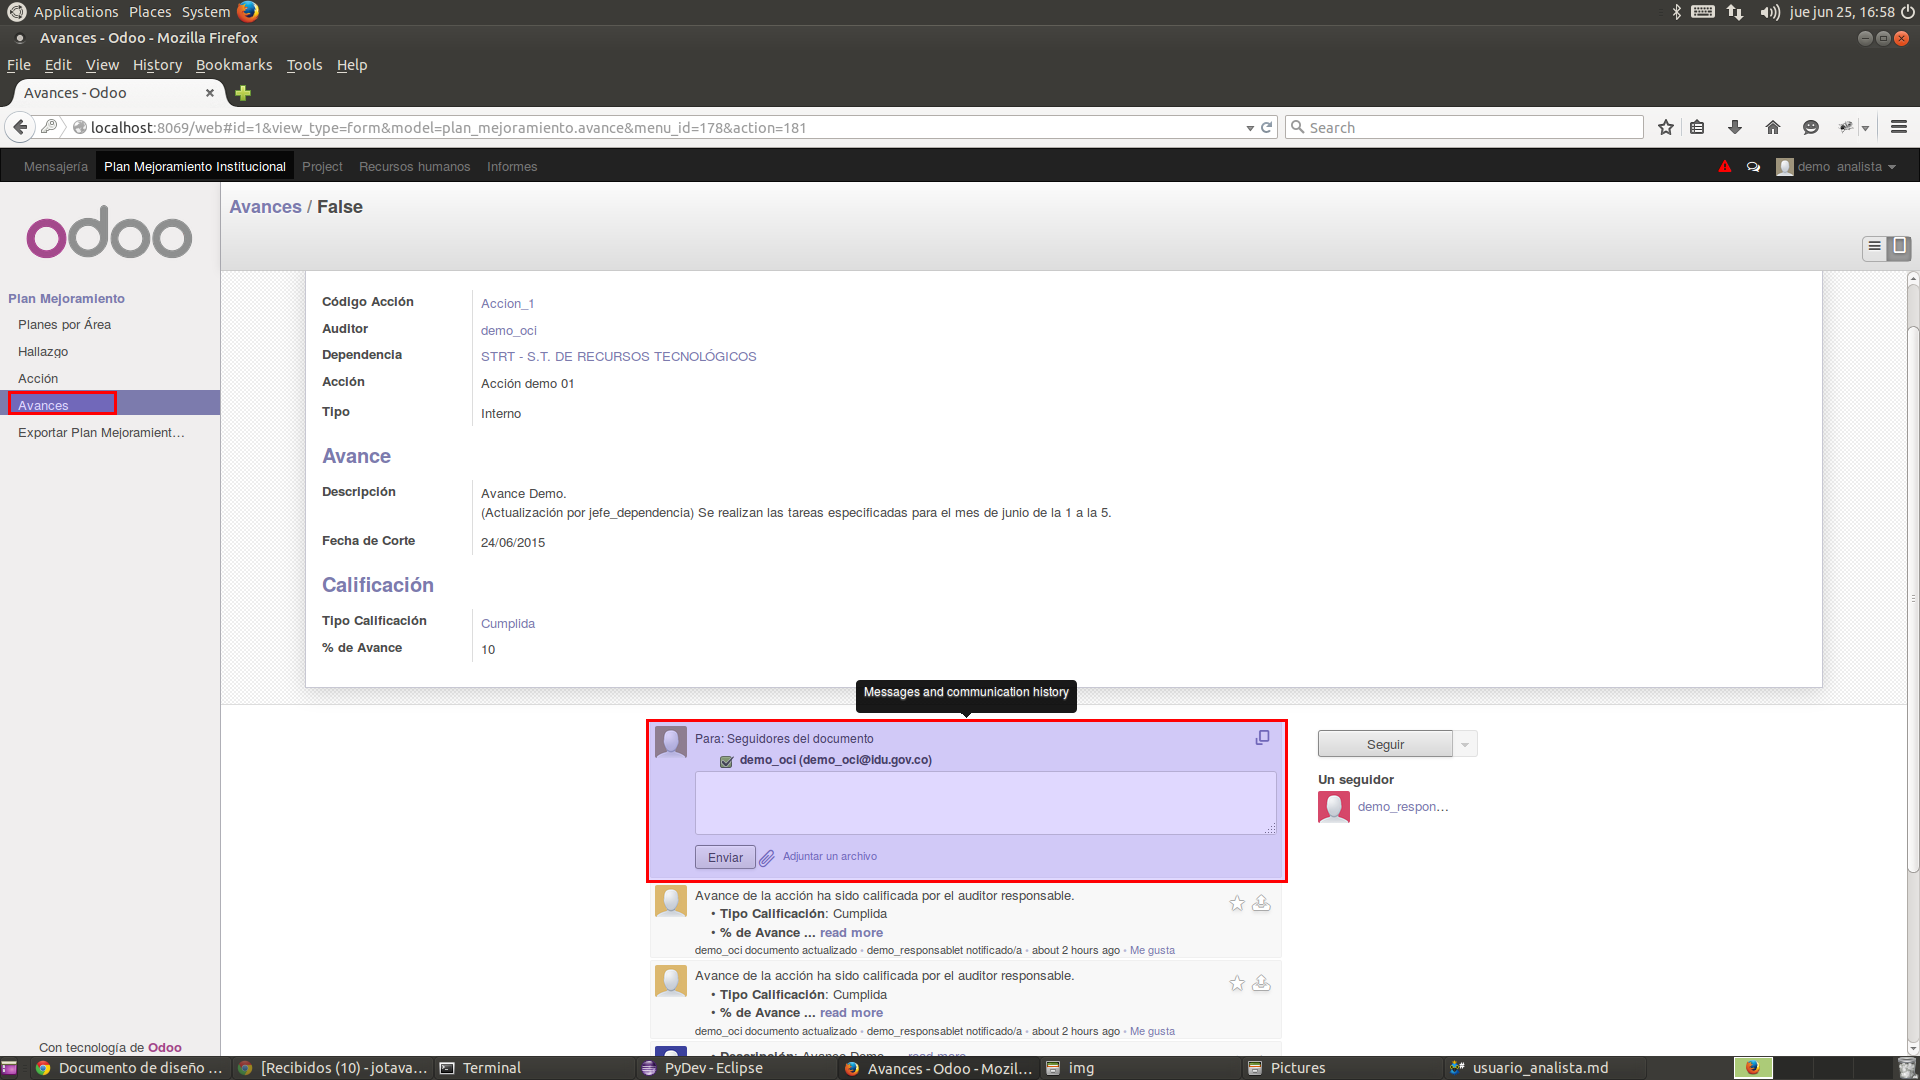 Applications Places System
jue jun 25, 16:58
Avances - Odoo - Mozilla Firefox
File Edit View History Bookmarks Tools Help
Avances - Odoo
localhost:8069/web#id=1&view_type=form&model=plan_mejoramiento.avance&menu_id=178&action=181
Search
Mensajería Plan Mejoramiento Institucional Project Recursos humanos Informes
demo_analista
odoo
Avances / False
Plan Mejoramiento
Planes por Área
Hallazgo
Acción
Avances
Exportar Plan Mejoramient...
Código Acción Accion_1
Auditor demo_oci
Dependencia STRT - S.T. DE RECURSOS TECNOLÓGICOS
Acción Acción demo 01
Tipo Interno
Avance
Descripción Avance Demo.
(Actualización por jefe_dependencia) Se realizan las tareas especificadas para el mes de junio de la 1 a la 5.
Fecha de Corte 24/06/2015
Calificación
Tipo Calificación Cumplida
% de Avance 10
Messages and communication history
Para: Seguidores del documento
demo_oci (demo_oci@idu.gov.co)
Enviar Adjuntar un archivo
Seguir
Un seguidor
demo_respon...
Avance de la acción ha sido calificada por el auditor responsable.
• Tipo Calificación: Cumplida
• % de Avance ... read more
demo_oci documento actualizado • demo_responsablet notificado/a • about 2 hours ago • Me gusta
Avance de la acción ha sido calificada por el auditor responsable.
• Tipo Calificación: Cumplida
• % de Avance ... read more
demo_oci documento actualizado • demo_responsablet notificado/a • about 2 hours ago • Me gusta
• Descripción: Avance Demo. ... read more
Con tecnología de Odoo
Documento de diseño ... [Recibidos (10) - jotava... Terminal PyDev - Eclipse Avances - Odoo - Mozil... img Pictures usuario_analista.md